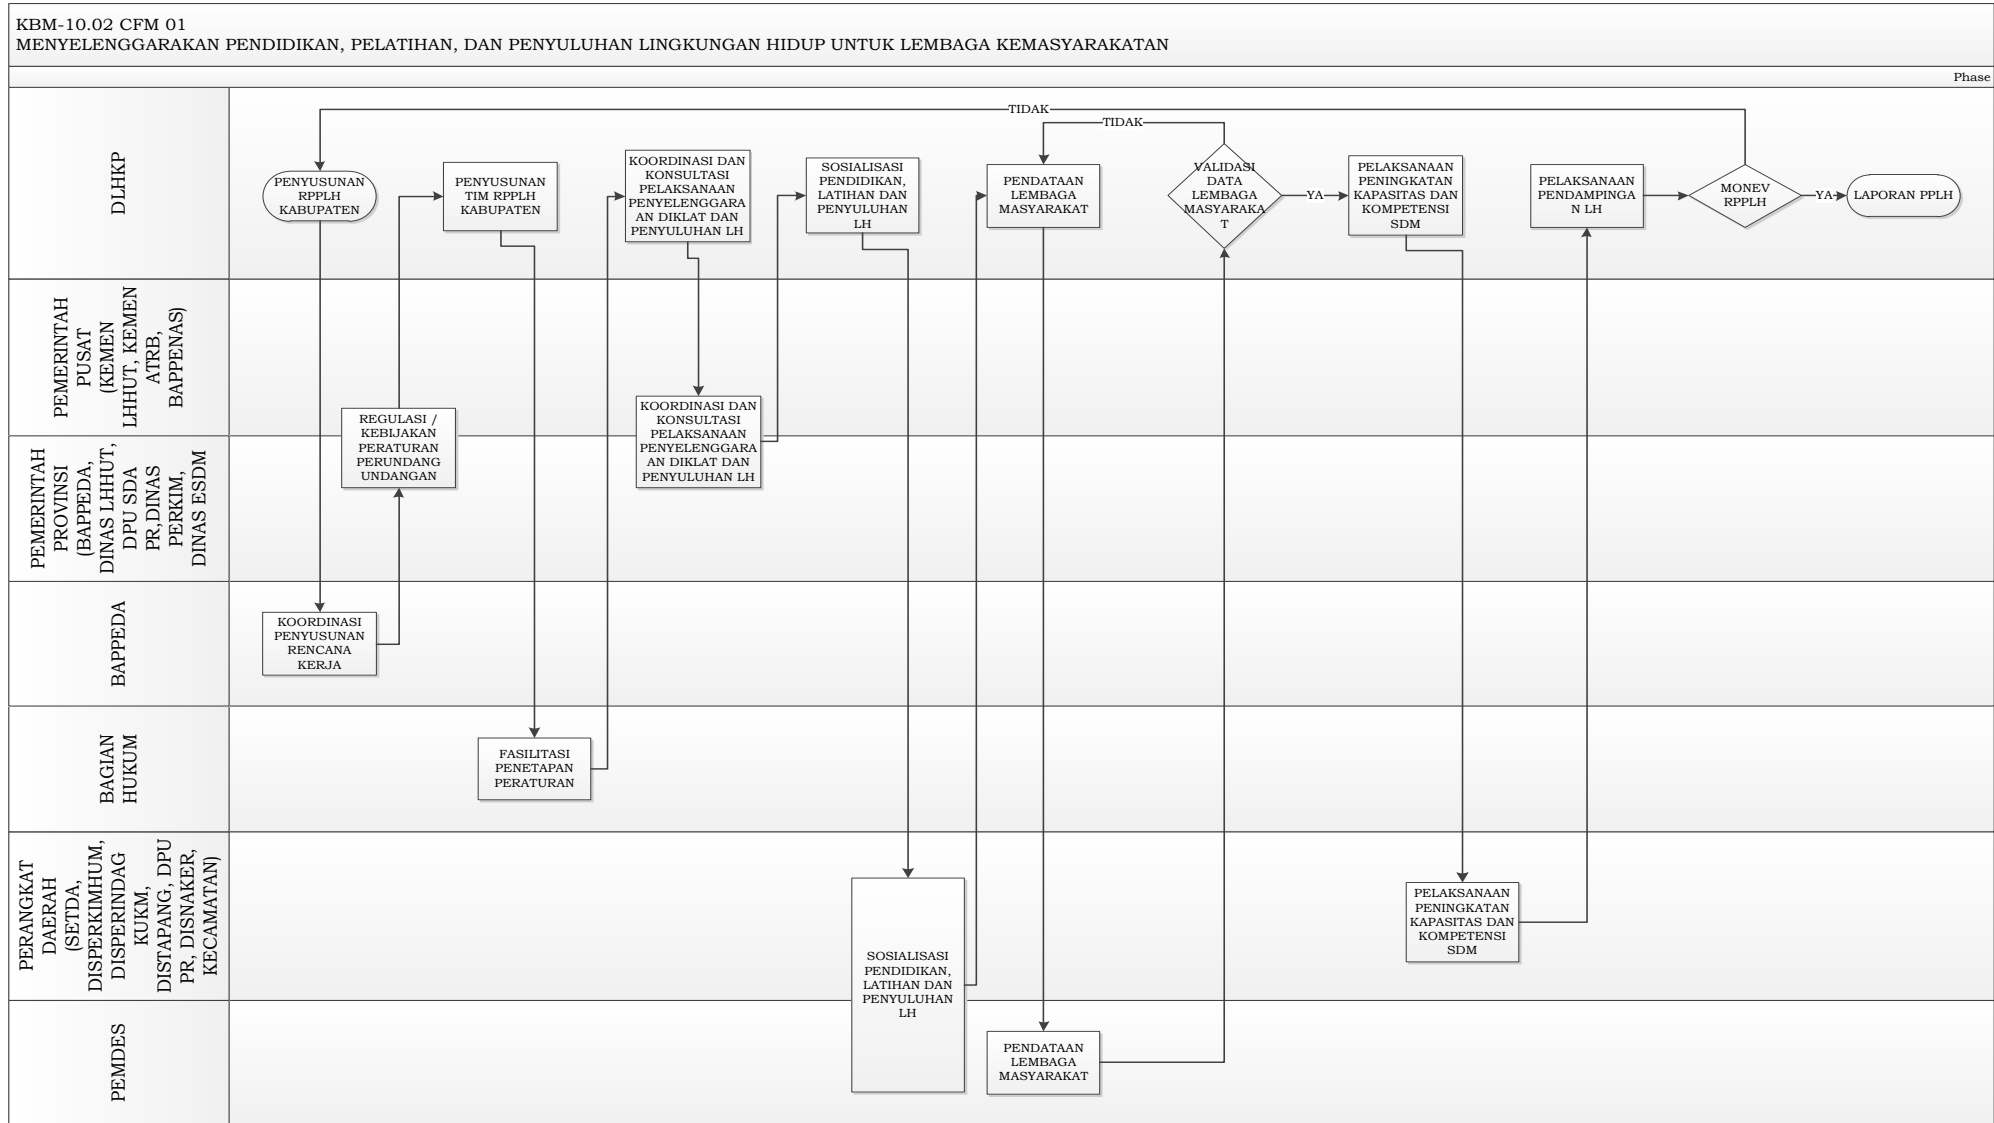 KBM-10.02 CFM 01
MENYELENGGARAKAN PENDIDIKAN, PELATIHAN, DAN PENYULUHAN LINGKUNGAN HIDUP UNTUK LEMBAGA KEMASYARAKATAN
Phase
DLHKP
TIDAK
TIDAK
PENYUSUNAN
RPPLH
KABUPATEN
PENYUSUNAN
TIM RPPLH
KABUPATEN
KOORDINASI DAN
KONSULTASI
PELAKSANAAN
PENYELENGGARA
AN DIKLAT DAN
PENYULUHAN LH
SOSIALISASI
PENDIDIKAN,
LATIHAN DAN
PENYULUHAN
LH
PENDATAAN
LEMBAGA
MASYARAKAT
VALIDASI
DATA
LEMBAGA
MASYARAKA
T
YA
PELAKSANAAN
PENINGKATAN
KAPASITAS DAN
KOMPETENSI
SDM
PELAKSANAAN
PENDAMPINGA
N LH
MONEV
RPPLH
YA
LAPORAN PPLH
PEMERINTAH
PUSAT
(KEMEN
LHHUT, KEMEN
ATRB,
BAPPENAS)
REGULASI /
KEBIJAKAN
PERATURAN
PERUNDANG
UNDANGAN
KOORDINASI DAN
KONSULTASI
PELAKSANAAN
PENYELENGGARA
AN DIKLAT DAN
PENYULUHAN LH
PEMERINTAH
PROVINSI
(BAPPEDA,
DINAS LHHUT,
DPU SDA
PR,DINAS
PERKIM,
DINAS ESDM
BAPPEDA
KOORDINASI
PENYUSUNAN
RENCANA
KERJA
BAGIAN
HUKUM
FASILITASI
PENETAPAN
PERATURAN
PERANGKAT
DAERAH
(SETDA,
DISPERKIMHUM,
DISPERINDAG
KUKM,
DISTAPANG, DPU
PR, DISNAKER,
KECAMATAN)
SOSIALISASI
PENDIDIKAN,
LATIHAN DAN
PENYULUHAN
LH
PELAKSANAAN
PENINGKATAN
KAPASITAS DAN
KOMPETENSI
SDM
PEMDES
PENDATAAN
LEMBAGA
MASYARAKAT